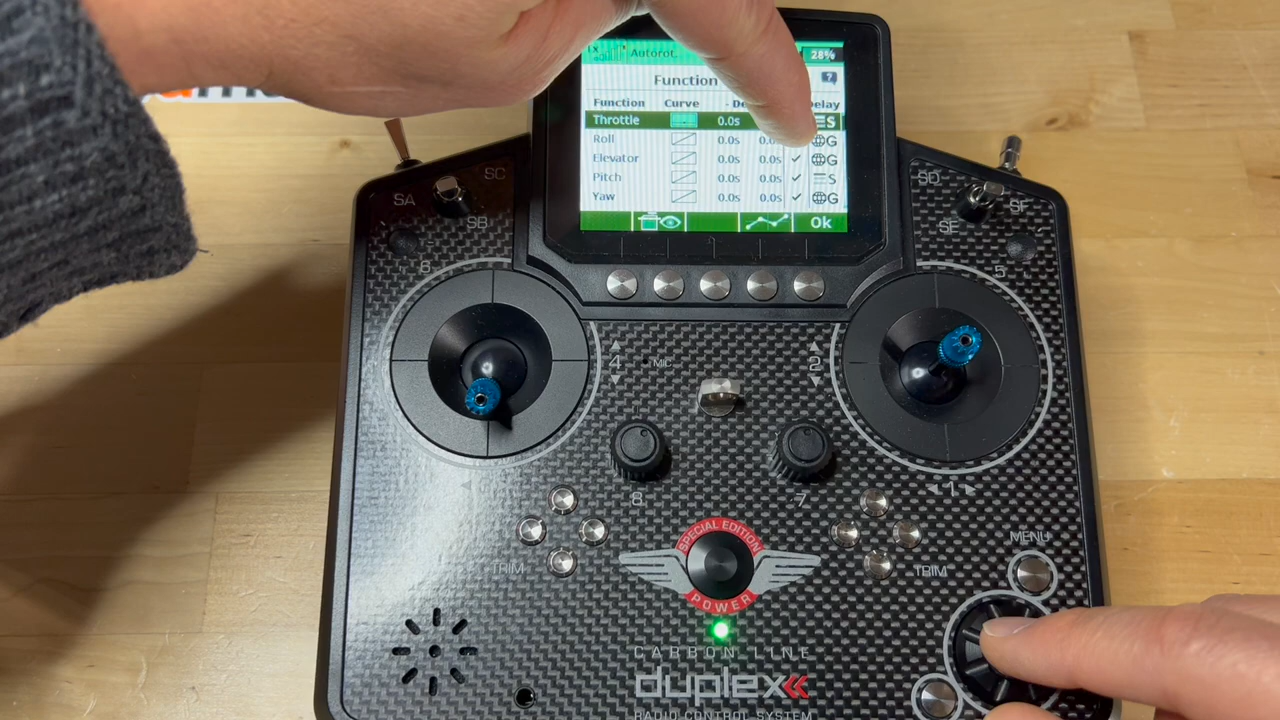 Autorot.
28%
Function
?
Function Curve
Throttle 0.0s S
Roll 0.0s G
Elevator 0.0s 0.0s G
Pitch 0.0s 0.0s S
Yaw 0.0s 0.0s G
Ok
SC
SA
SB
SD
SF
SE
6
5
4
MIC
2
8
7
1
TRIM
TRIM
MENU
SPECIAL EDITION
POWER
CARBON LINE
duplex
RADIO CONTROL SYSTEM